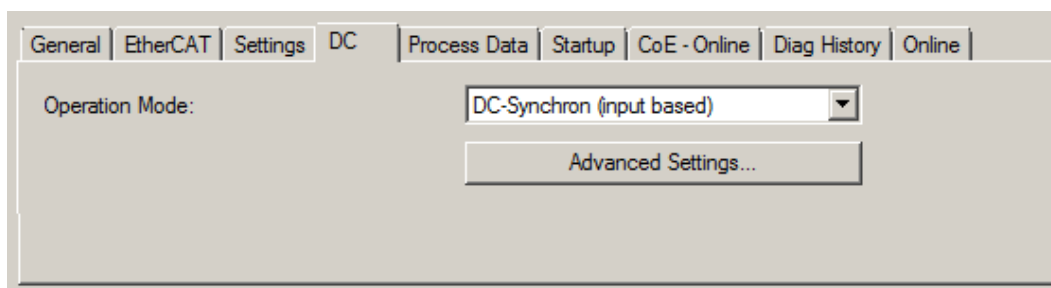 General EtherCAT Settings DC Process Data Startup CoE - Online Diag History Online
Operation Mode: DC-Synchron (input based)
Advanced Settings...